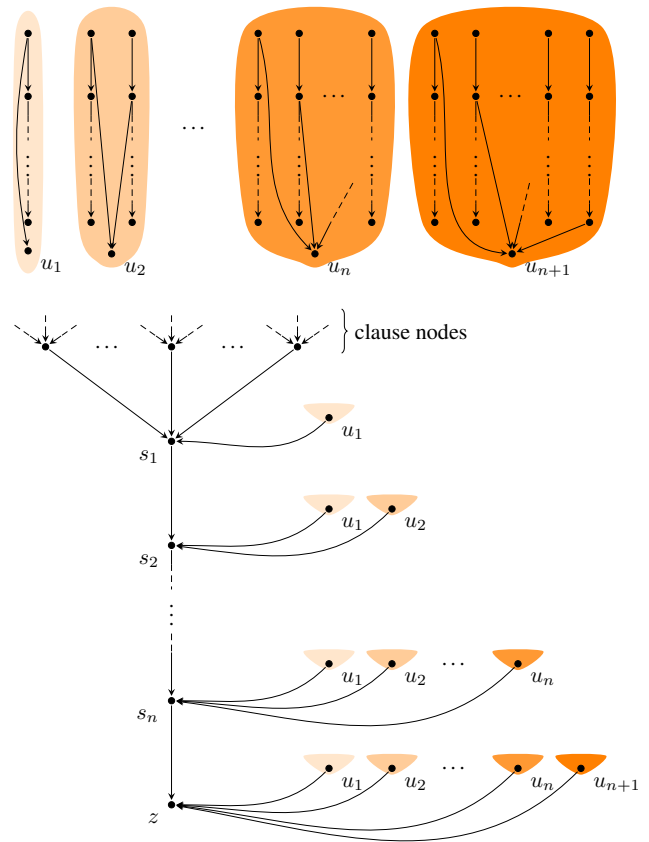 u₁ u₂ ⋯ uₙ uₙ₊₁
⋯ clause nodes
u₁
s₁
u₁ u₂
s₂
u₁ u₂ ⋯ uₙ
sₙ
u₁ u₂ ⋯ uₙ uₙ₊₁
z